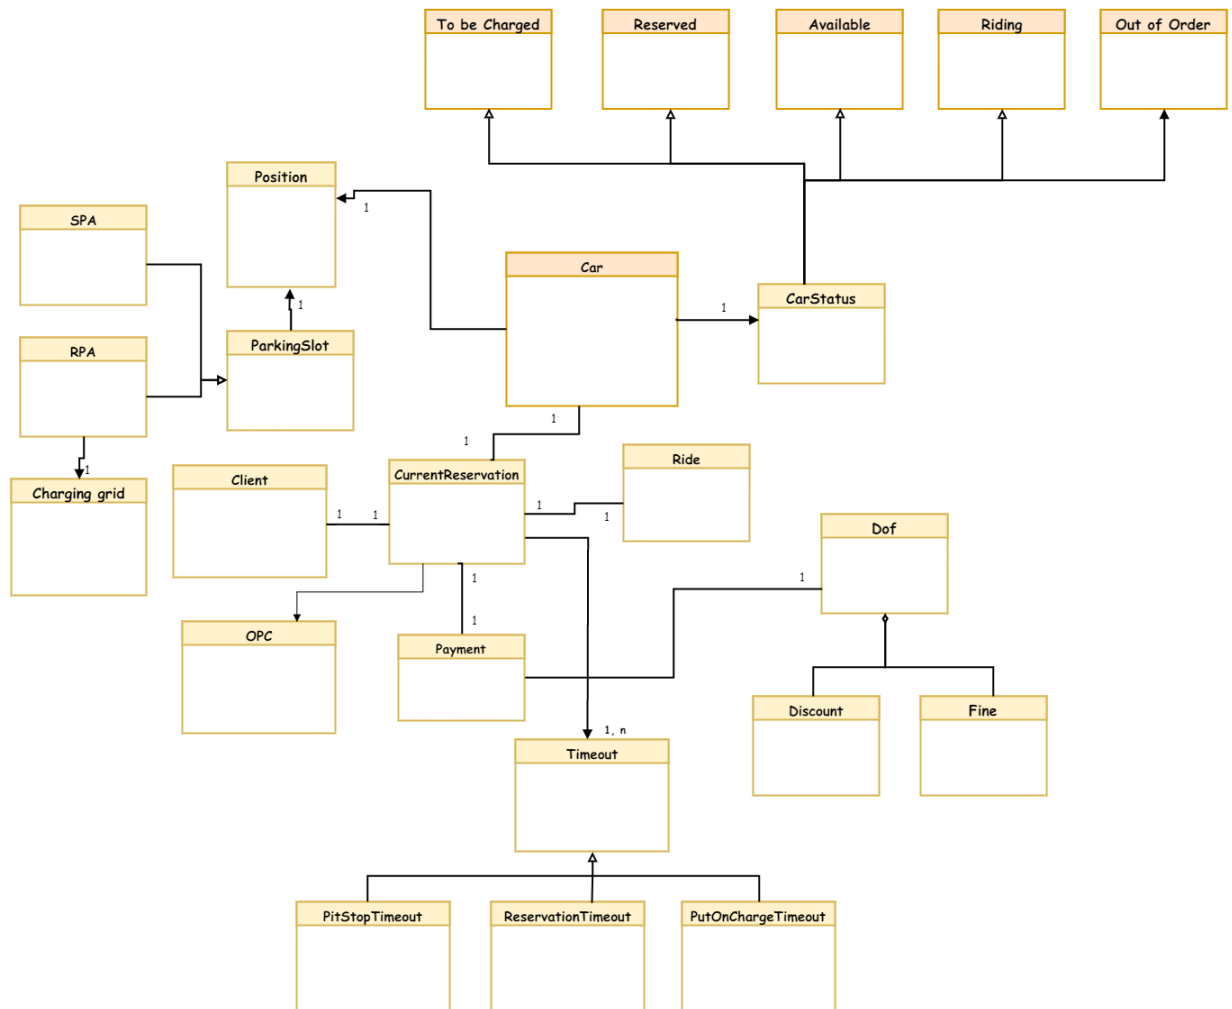 To be Charged
Reserved
Available
Riding
Out of Order
Position
1
SPA
Car
CarStatus
1
1
RPA
ParkingSlot
1
1
1
Charging grid
Client
CurrentReservation
Ride
1
1
1
1
Dof
1
1
1
OPC
Payment
Discount
Fine
1, n
Timeout
PitStopTimeout
ReservationTimeout
PutOnChargeTimeout